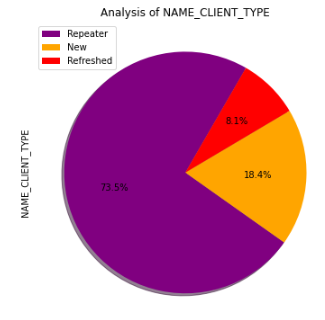 Analysis of NAME_CLIENT_TYPE
Repeater
New
Refreshed
8.1%
18.4%
73.5%
NAME_CLIENT_TYPE